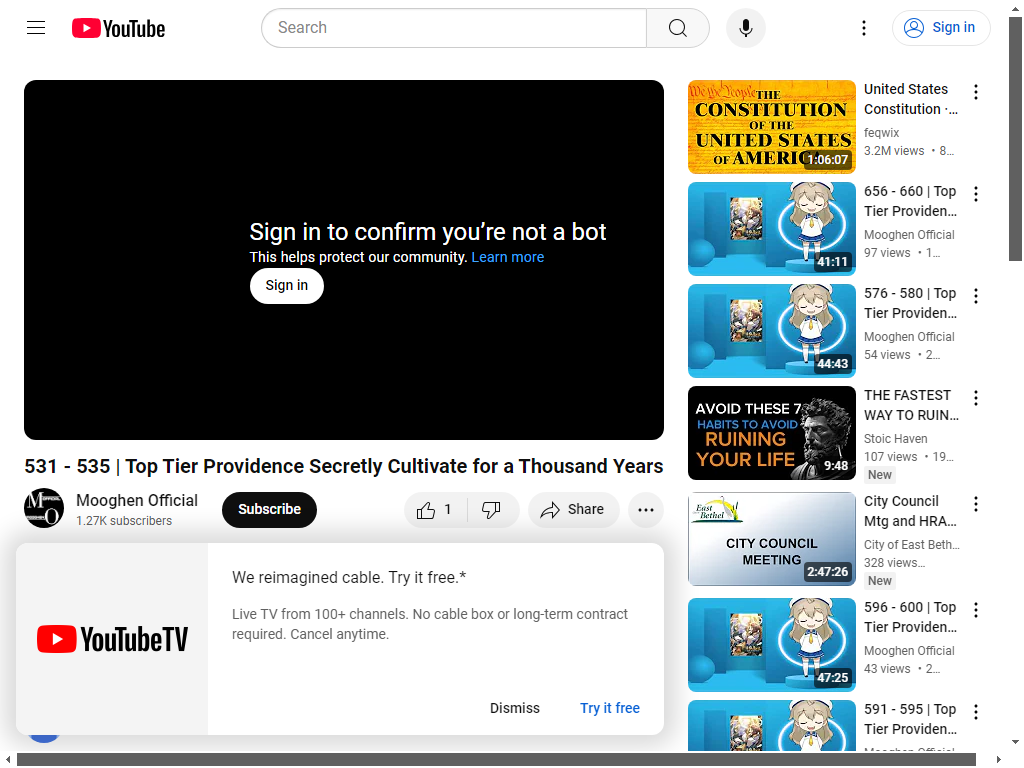 YouTube
Search
Sign in
Sign in to confirm you’re not a bot
This helps protect our community. Learn more
Sign in
531 - 535 | Top Tier Providence Secretly Cultivate for a Thousand Years
Mooghen Official
1.27K subscribers
Subscribe
1
Share
We reimagined cable. Try it free.*
Live TV from 100+ channels. No cable box or long-term contract
required. Cancel anytime.
YouTubeTV
Dismiss
Try it free
We the People
THE
CONSTITUTION
OF THE
UNITED STATES
OF AMERIC
1:06:07
United States
Constitution ·...
feqwix
3.2M views • 8...
41:11
656 - 660 | Top
Tier Providen...
Mooghen Official
97 views • 1...
44:43
576 - 580 | Top
Tier Providen...
Mooghen Official
54 views • 2...
AVOID THESE 7
HABITS TO AVOID
RUINING
YOUR LIFE
9:48
THE FASTEST
WAY TO RUIN...
Stoic Haven
107 views • 19...
New
East
Bethel
CITY COUNCIL
MEETING
2:47:26
City Council
Mtg and HRA...
City of East Beth...
328 views...
New
47:25
596 - 600 | Top
Tier Providen...
Mooghen Official
43 views • 2...
591 - 595 | Top
Tier Providen...
Mooghen Official